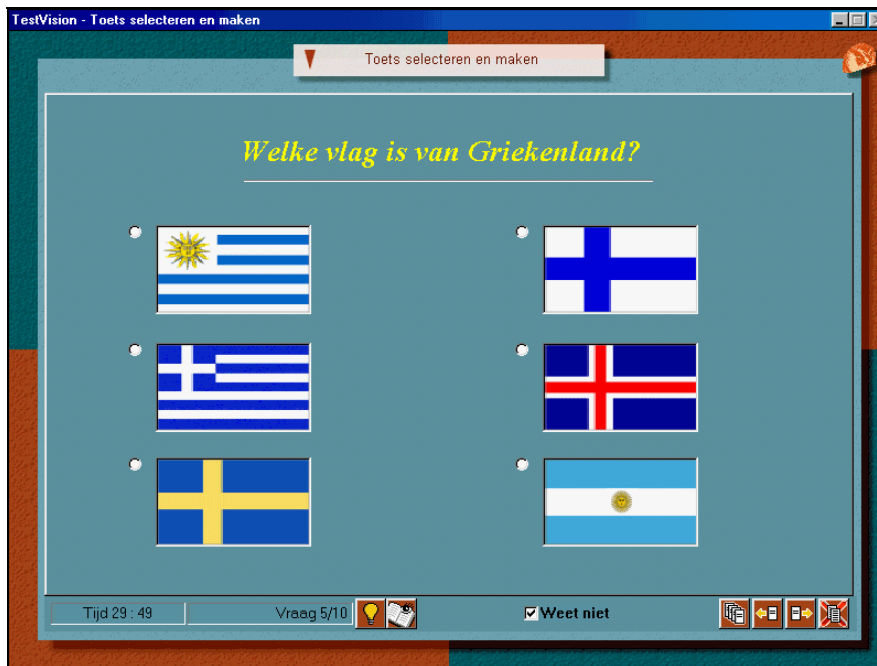 TestVision - Toets selecteren en maken
Toets selecteren en maken
Welke vlag is van Griekenland?
Tijd 29 : 49
Vraag 5/10
Weet niet